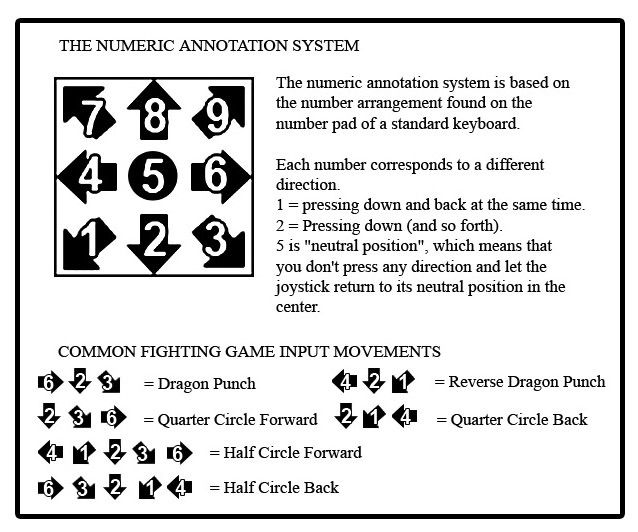 THE NUMERIC ANNOTATION SYSTEM
7 8 9
4 5 6
1 2 3
The numeric annotation system is based on
the number arrangement found on the
number pad of a standard keyboard.
Each number corresponds to a different
direction.
1 = pressing down and back at the same time.
2 = Pressing down (and so forth).
5 is "neutral position", which means that
you don't press any direction and let the
joystick return to its neutral position in the
center.
COMMON FIGHTING GAME INPUT MOVEMENTS
6 2 3 = Dragon Punch
4 2 1 = Reverse Dragon Punch
2 3 6 = Quarter Circle Forward
2 1 4 = Quarter Circle Back
4 1 2 3 6 = Half Circle Forward
6 3 2 1 4 = Half Circle Back